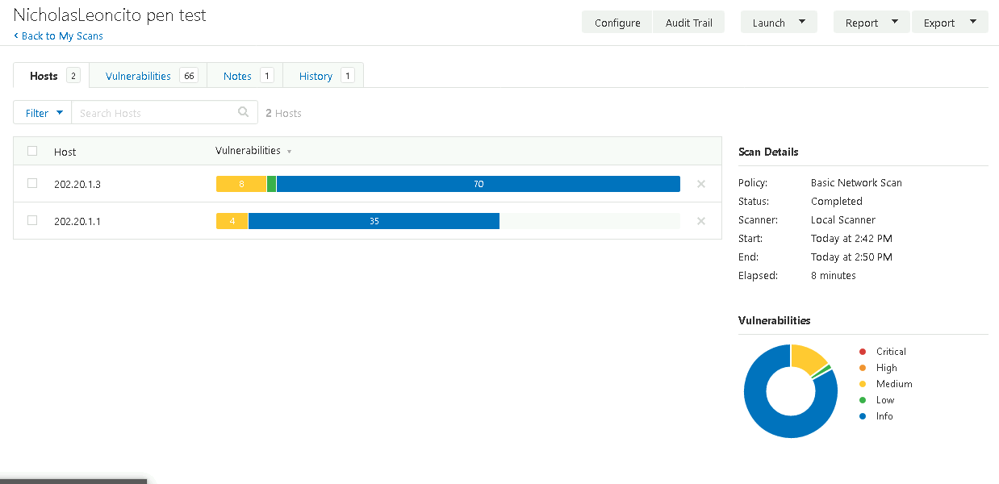 NicholasLeoncito pen test
Back to My Scans
Configure Audit Trail Launch Report Export
Hosts 2 Vulnerabilities 66 Notes 1 History 1
Filter Search Hosts 2 Hosts
Host Vulnerabilities
202.20.1.3 8 70
202.20.1.1 4 35
Scan Details
Policy: Basic Network Scan
Status: Completed
Scanner: Local Scanner
Start: Today at 2:42 PM
End: Today at 2:50 PM
Elapsed: 8 minutes
Vulnerabilities
Critical
High
Medium
Low
Info